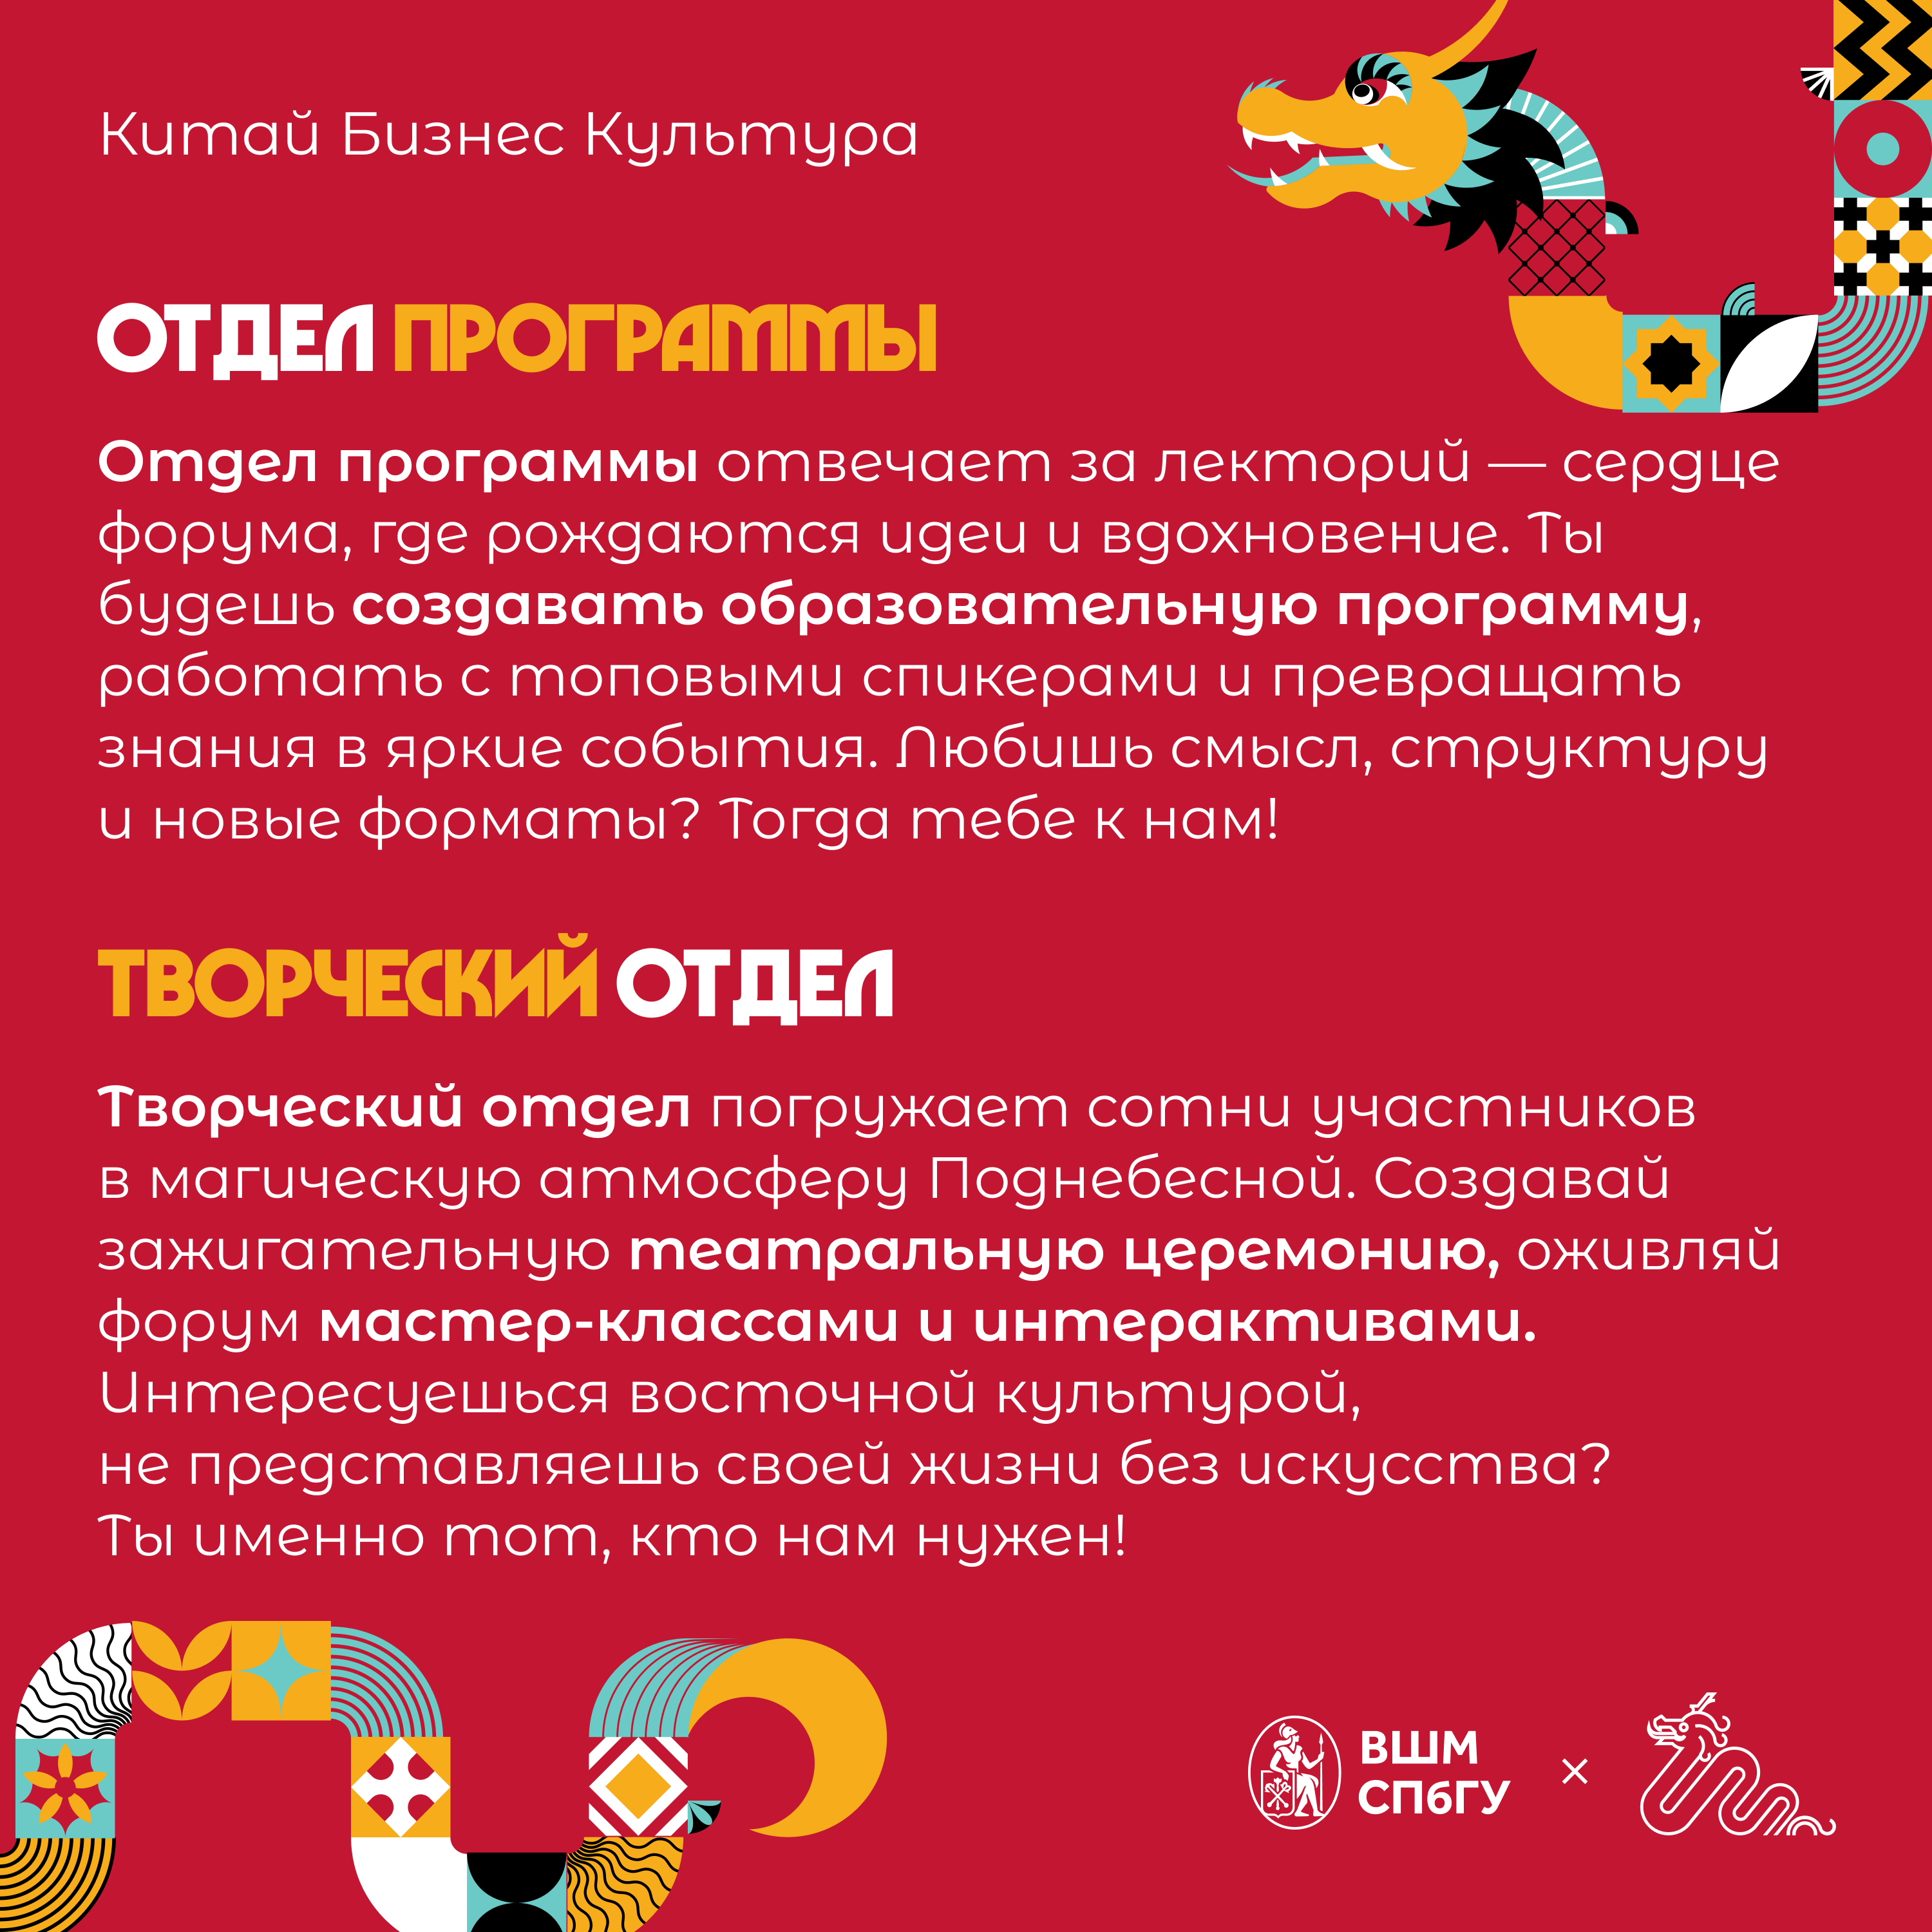 Китай Бизнес Культура
ОТДЕЛ ПРОГРАММЫ
Отдел программы отвечает за лекторий — сердце
форума, где рождаются идеи и вдохновение. Ты
будешь создавать образовательную программу,
работать с топовыми спикерами и превращать
знания в яркие события. Любишь смысл, структуру
и новые форматы? Тогда тебе к нам!
ТВОРЧЕСКИЙ ОТДЕЛ
Творческий отдел погружает сотни участников
в магическую атмосферу Поднебесной. Создавай
зажигательную театральную церемонию, оживляй
форум мастер-классами и интерактивами.
Интересуешься восточной культурой,
не представляешь своей жизни без искусства?
Ты именно тот, кто нам нужен!
ВШМ
СПбГУ
×